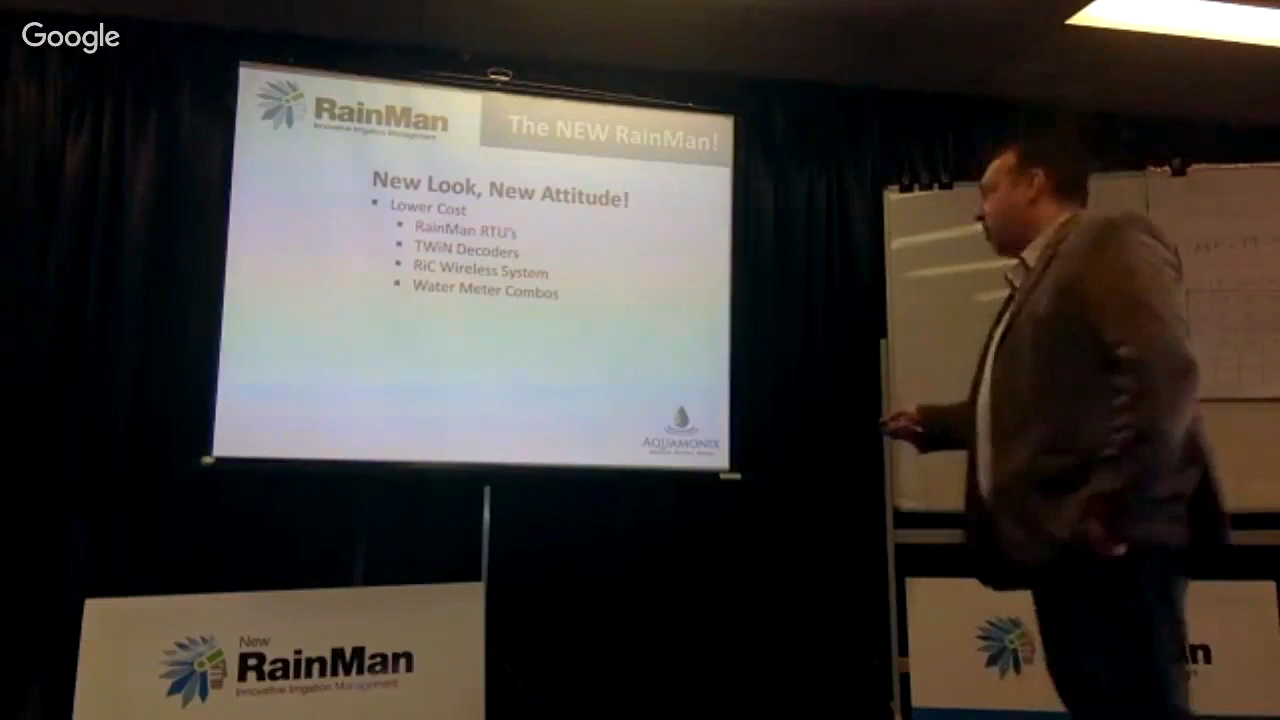 Google
RainMan
Innovative Irrigation Management
The NEW RainMan!
New Look, New Attitude!
▪ Lower Cost
▪ RainMan RTU's
▪ TWiN Decoders
▪ RiC Wireless System
▪ Water Meter Combos
AQUAMONIX
New
RainMan
Innovative Irrigation Management